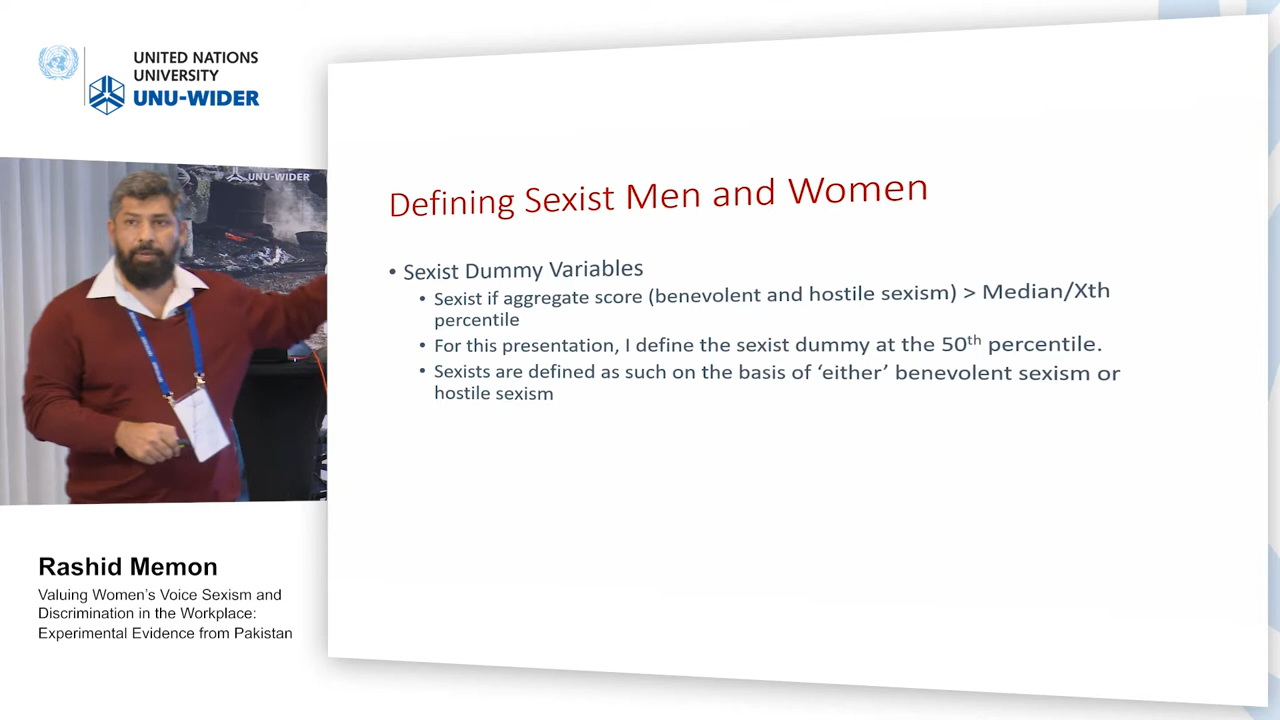 UNITED NATIONS
UNIVERSITY
UNU-WIDER
UNU-WIDER
Defining Sexist Men and Women
• Sexist Dummy Variables
• Sexist if aggregate score (benevolent and hostile sexism) > Median/Xth
percentile
• For this presentation, I define the sexist dummy at the 50th percentile.
• Sexists are defined as such on the basis of ‘either’ benevolent sexism or
hostile sexism
Rashid Memon
Valuing Women’s Voice Sexism and
Discrimination in the Workplace:
Experimental Evidence from Pakistan